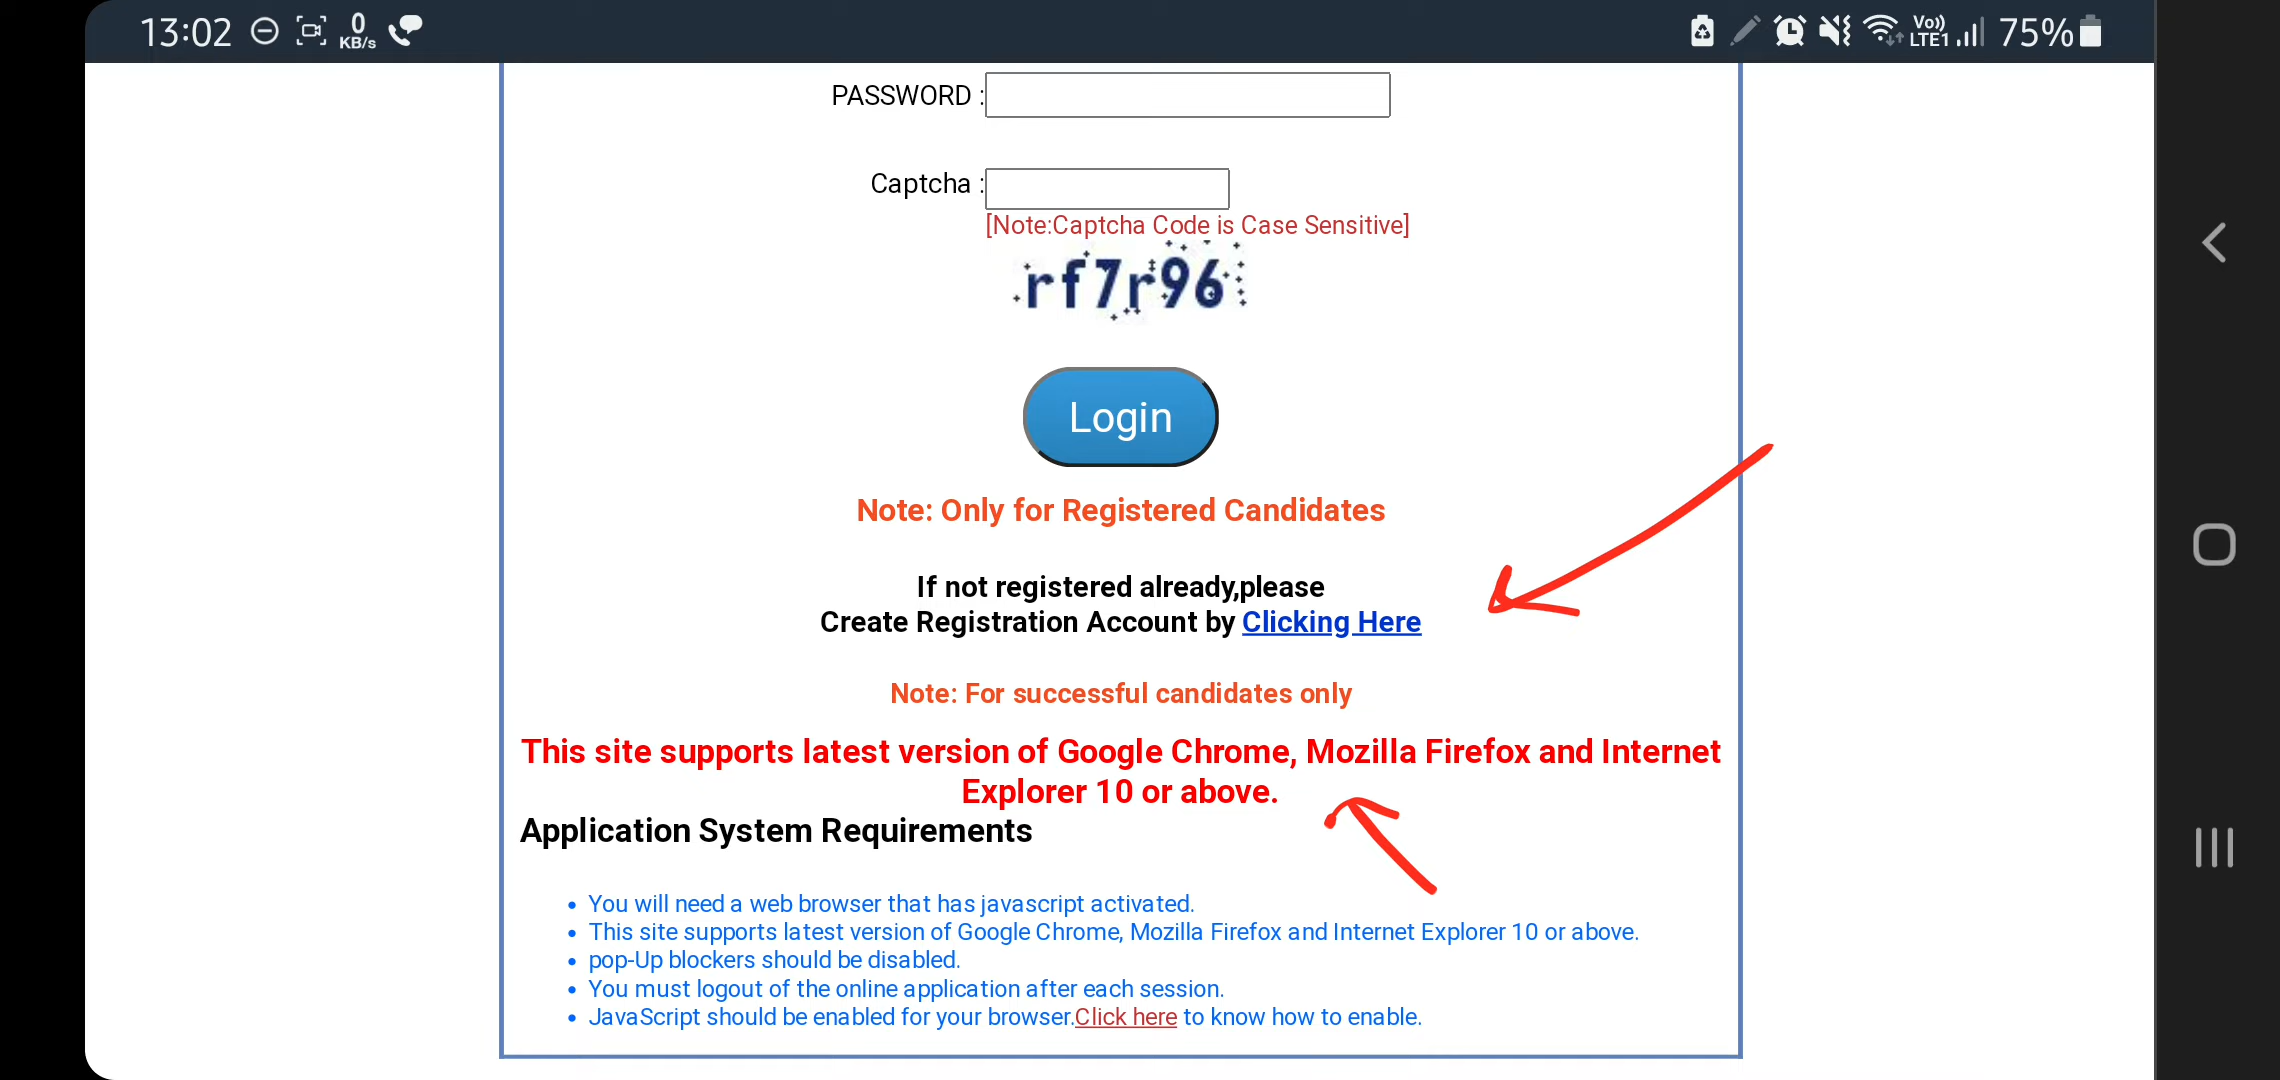 13:02 0 KB/s Vo)) LTE1 75%
PASSWORD :
Captcha :
[Note:Captcha Code is Case Sensitive]
rf7r96
Login
Note: Only for Registered Candidates
If not registered already,please
Create Registration Account by Clicking Here
Note: For successful candidates only
This site supports latest version of Google Chrome, Mozilla Firefox and Internet
Explorer 10 or above.
Application System Requirements
• You will need a web browser that has javascript activated.
• This site supports latest version of Google Chrome, Mozilla Firefox and Internet Explorer 10 or above.
• pop-Up blockers should be disabled.
• You must logout of the online application after each session.
• JavaScript should be enabled for your browser.Click here to know how to enable.